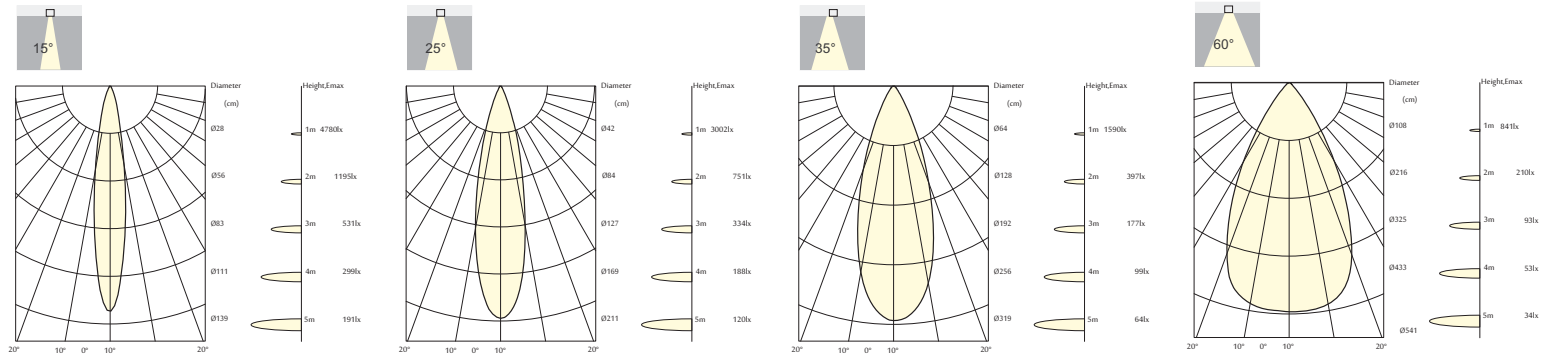 15°
Diameter Height,Emax
(cm)
Ø28 1m 4780lx
Ø56 2m 1195lx
Ø83 3m 531lx
Ø111 4m 299lx
Ø139 5m 191lx
20° 10° 0° 10° 20°
25°
Diameter Height,Emax
(cm)
Ø42 1m 3002lx
Ø84 2m 751lx
Ø127 3m 334lx
Ø169 4m 188lx
Ø211 5m 120lx
20° 10° 0° 10° 20°
35°
Diameter Height,Emax
(cm)
Ø64 1m 1590lx
Ø128 2m 397lx
Ø192 3m 177lx
Ø256 4m 99lx
Ø319 5m 64lx
20° 10° 0° 10° 20°
60°
Diameter Height,Emax
(cm)
Ø108 1m 841lx
Ø216 2m 210lx
Ø325 3m 93lx
Ø433 4m 53lx
Ø541 5m 34lx
20° 10° 0° 10° 20°